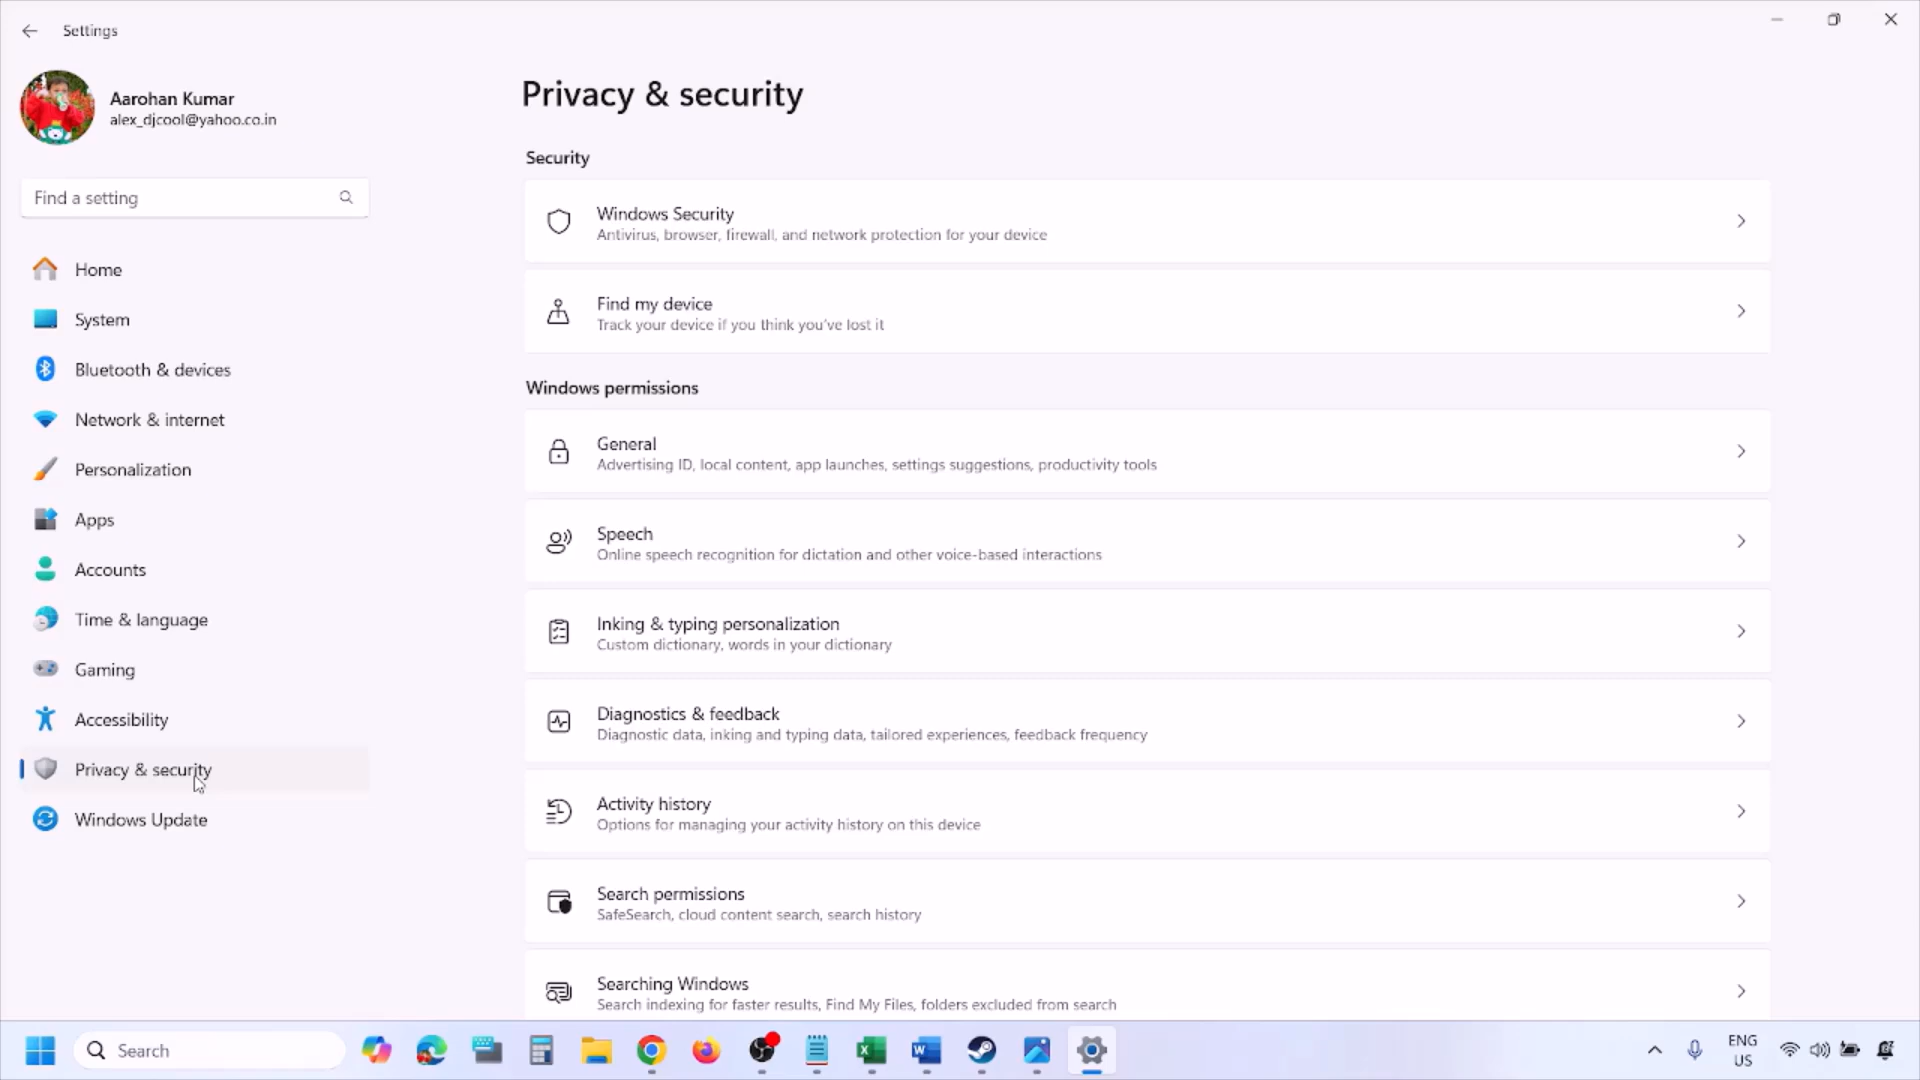 Settings
Aarohan Kumar
alex_djcool@yahoo.co.in
Find a setting
Home
System
Bluetooth & devices
Network & internet
Personalization
Apps
Accounts
Time & language
Gaming
Accessibility
Privacy & security
Windows Update
Privacy & security
Security
Windows Security
Antivirus, browser, firewall, and network protection for your device
Find my device
Track your device if you think you've lost it
Windows permissions
General
Advertising ID, local content, app launches, settings suggestions, productivity tools
Speech
Online speech recognition for dictation and other voice-based interactions
Inking & typing personalization
Custom dictionary, words in your dictionary
Diagnostics & feedback
Diagnostic data, inking and typing data, tailored experiences, feedback frequency
Activity history
Options for managing your activity history on this device
Search permissions
SafeSearch, cloud content search, search history
Searching Windows
Search indexing for faster results, Find My Files, folders excluded from search
Search
ENG
US